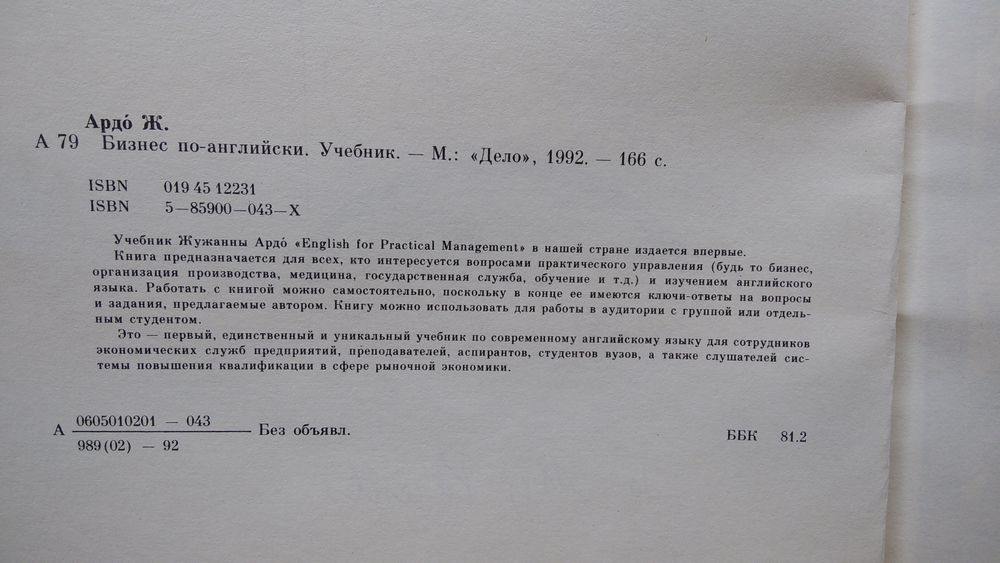 Ардо́ Ж.
А 79 Бизнес по-английски. Учебник. — М.: «Дело», 1992. — 166 с.
ISBN 019 45 12231
ISBN 5—85900—043—X
Учебник Жужанны Ардо́ «English for Practical Management» в нашей стране издается впервые.
Книга предназначается для всех, кто интересуется вопросами практического управления (будь то бизнес,
организация производства, медицина, государственная служба, обучение и т.д.) и изучением английского
языка. Работать с книгой можно самостоятельно, поскольку в конце ее имеются ключи-ответы на вопросы
и задания, предлагаемые автором. Книгу можно использовать для работы в аудитории с группой или отдель-
ным студентом.
Это — первый, единственный и уникальный учебник по современному английскому языку для сотрудников
экономических служб предприятий, преподавателей, аспирантов, студентов вузов, а также слушателей сис-
темы повышения квалификации в сфере рыночной экономики.
А 0605010201 — 043 Без объявл.
989(02) — 92
ББК 81.2